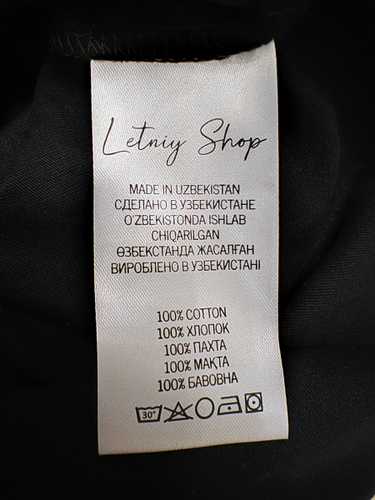 Letniy Shop
MADE IN UZBEKISTAN
СДЕЛАНО В УЗБЕКИСТАНЕ
O'ZBEKISTONDA ISHLAB
CHIQARILGAN
ӨЗБЕКСТАНДА ЖАСАЛҒАН
ВИРОБЛЕНО В УЗБЕКИСТАНІ
100% COTTON
100% ХЛОПОК
100% ПАХТА
100% МАҚТА
100% БАВОВНА
30°